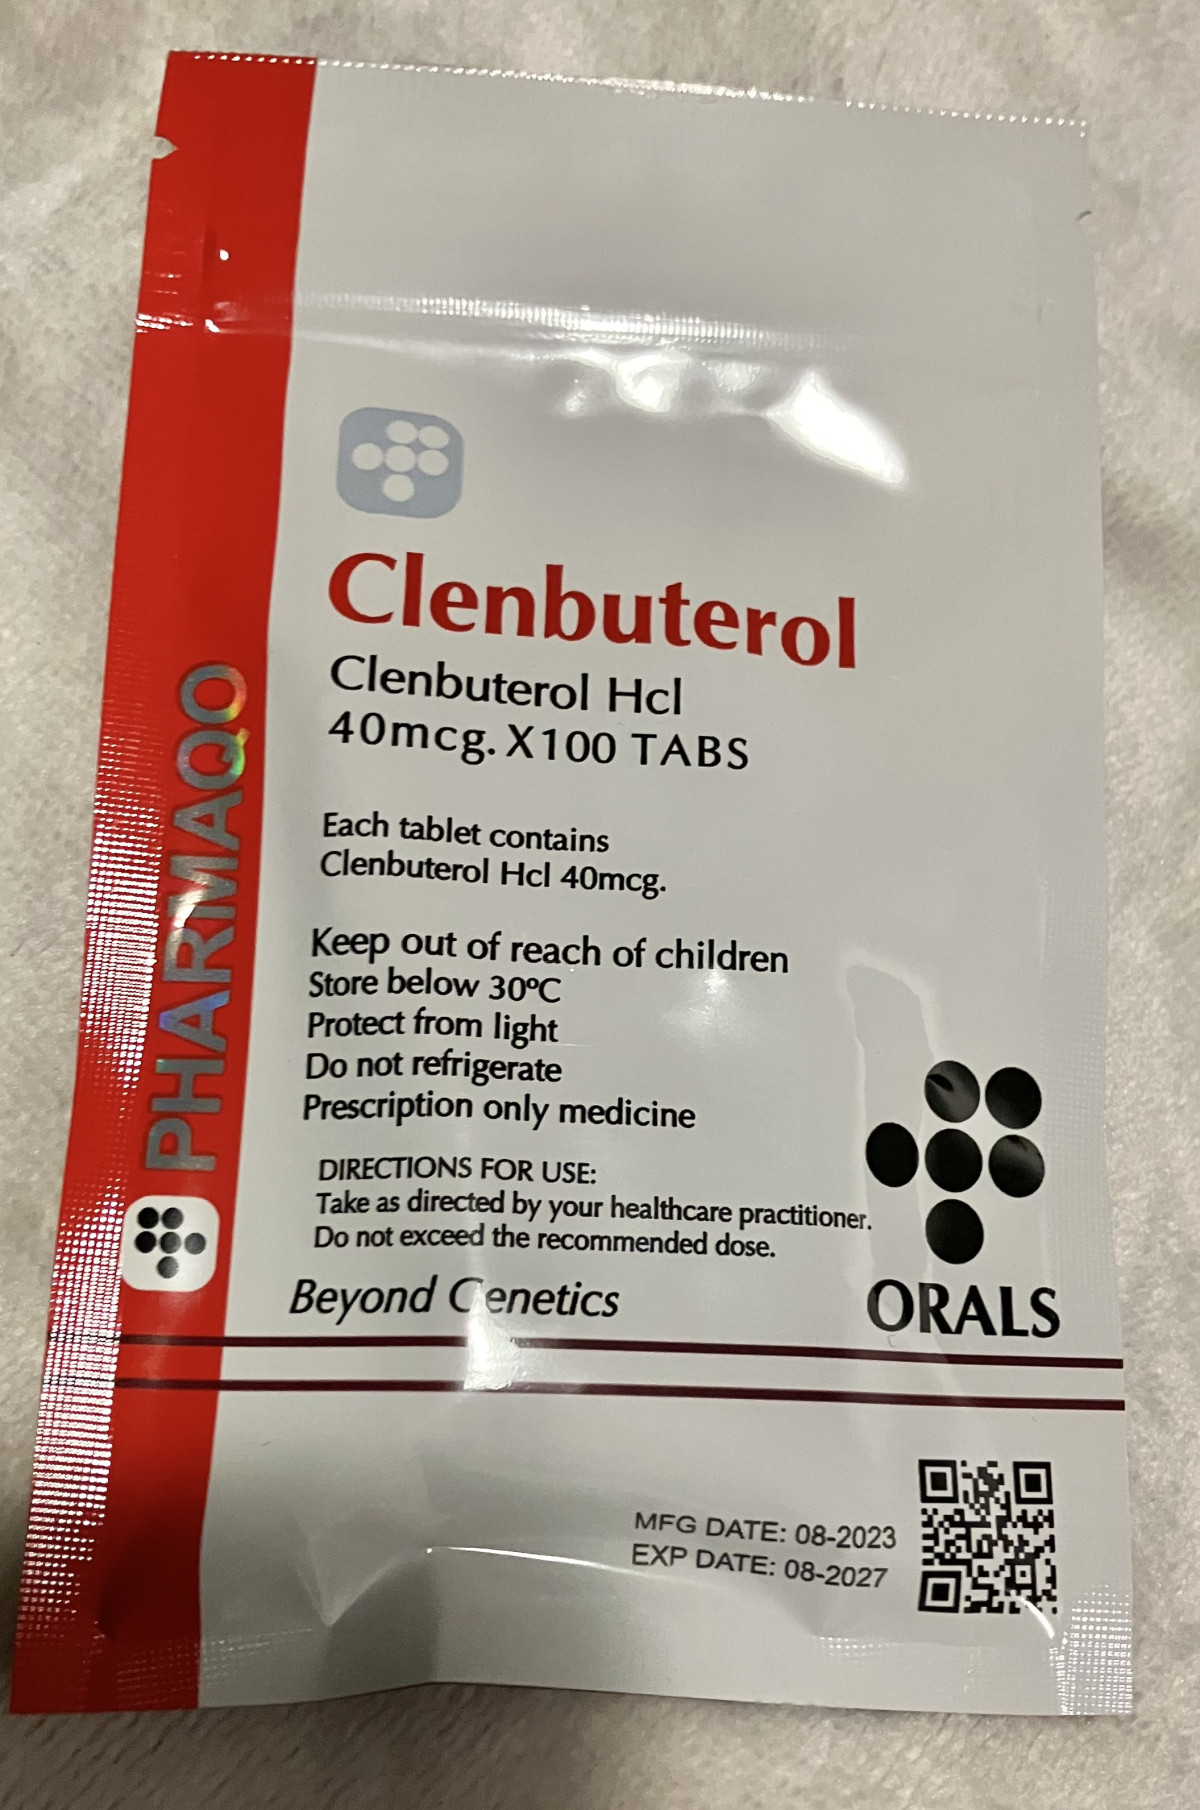 Clenbuterol
Clenbuterol Hcl
40mcg. X100 TABS
Each tablet contains
Clenbuterol Hcl 40mcg.
Keep out of reach of children
Store below 30ºC
Protect from light
Do not refrigerate
Prescription only medicine
DIRECTIONS FOR USE:
Take as directed by your healthcare practitioner.
Do not exceed the recommended dose.
Beyond Genetics
ORALS
PHARMAQO
MFG DATE: 08-2023
EXP DATE: 08-2027